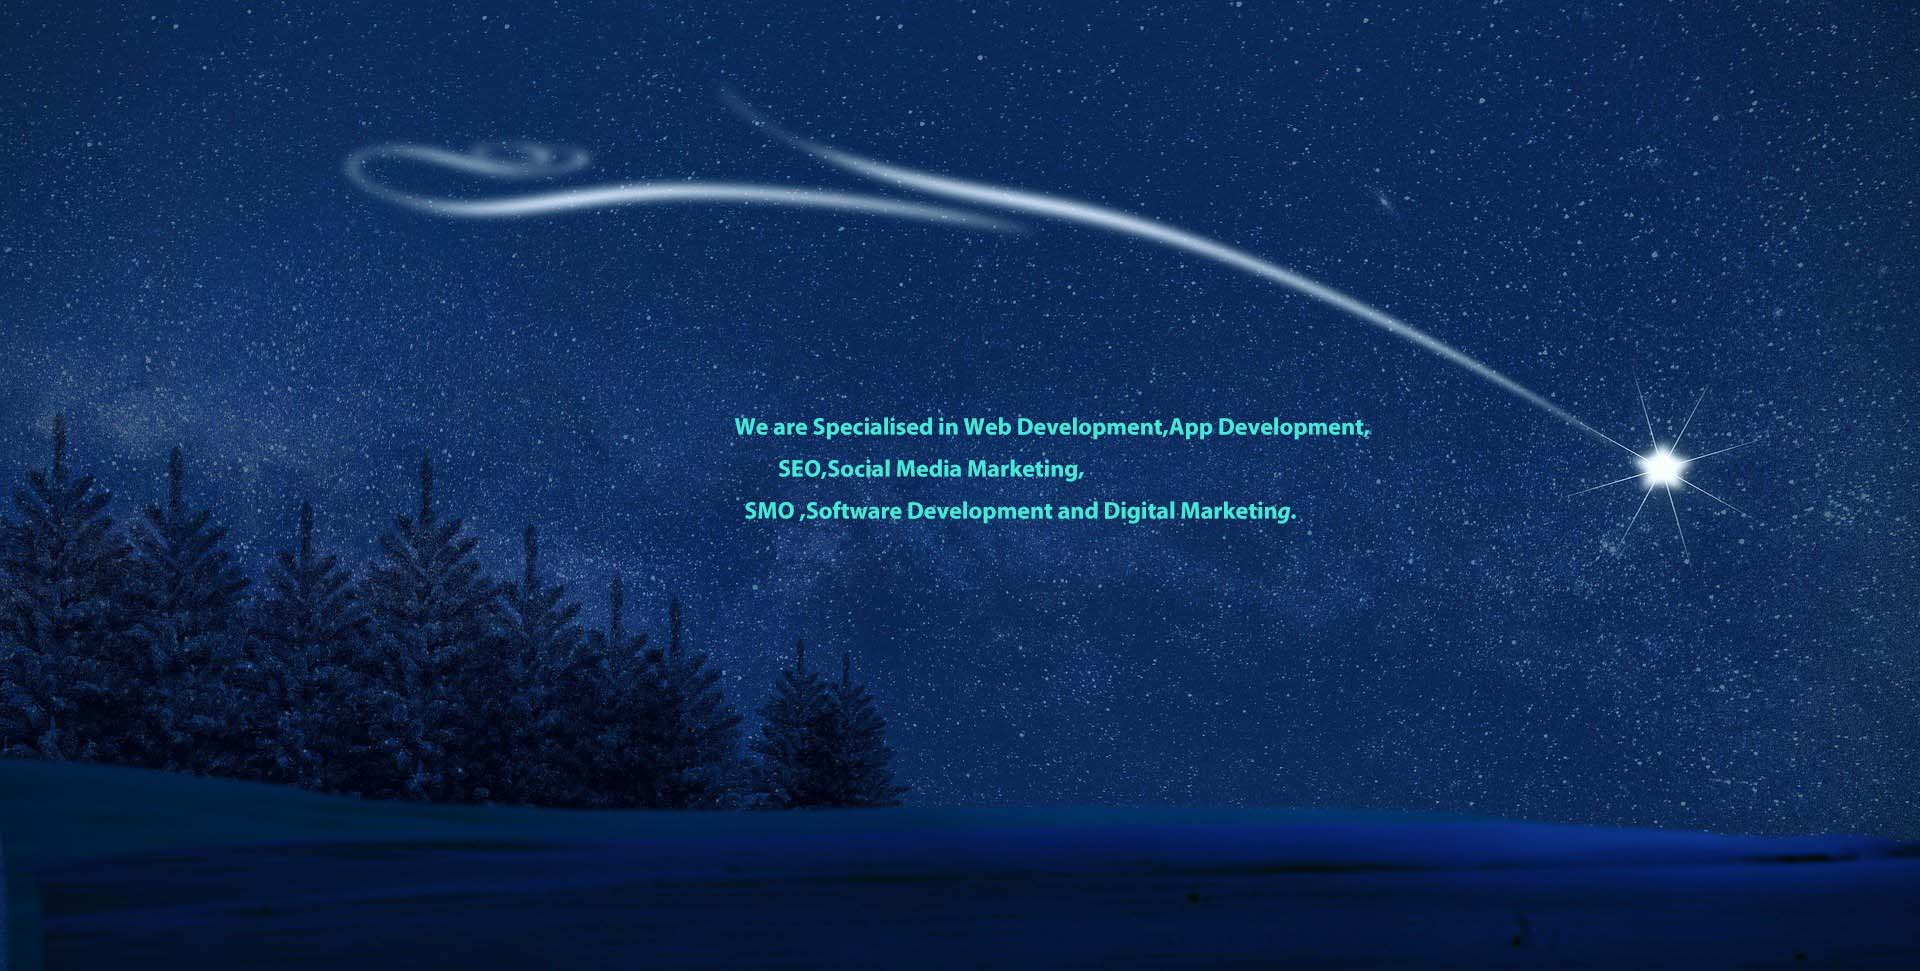 We are Specialised in Web Development,App Development,
SEO,Social Media Marketing,
SMO ,Software Development and Digital Marketing.